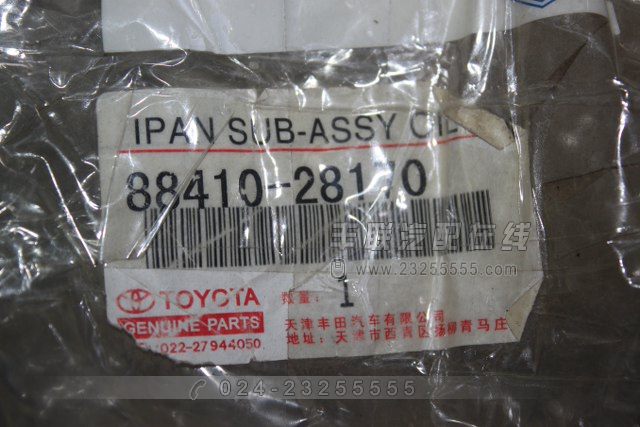 IPAN SUB-ASSY OIL
88410-28170
丰联汽配在线
www.23255555.com
TOYOTA
GENUINE PARTS
022-27944050
数量: 1
天津丰田汽车有限公司
地址: 天津市西青区杨柳青马庄
024-23255555